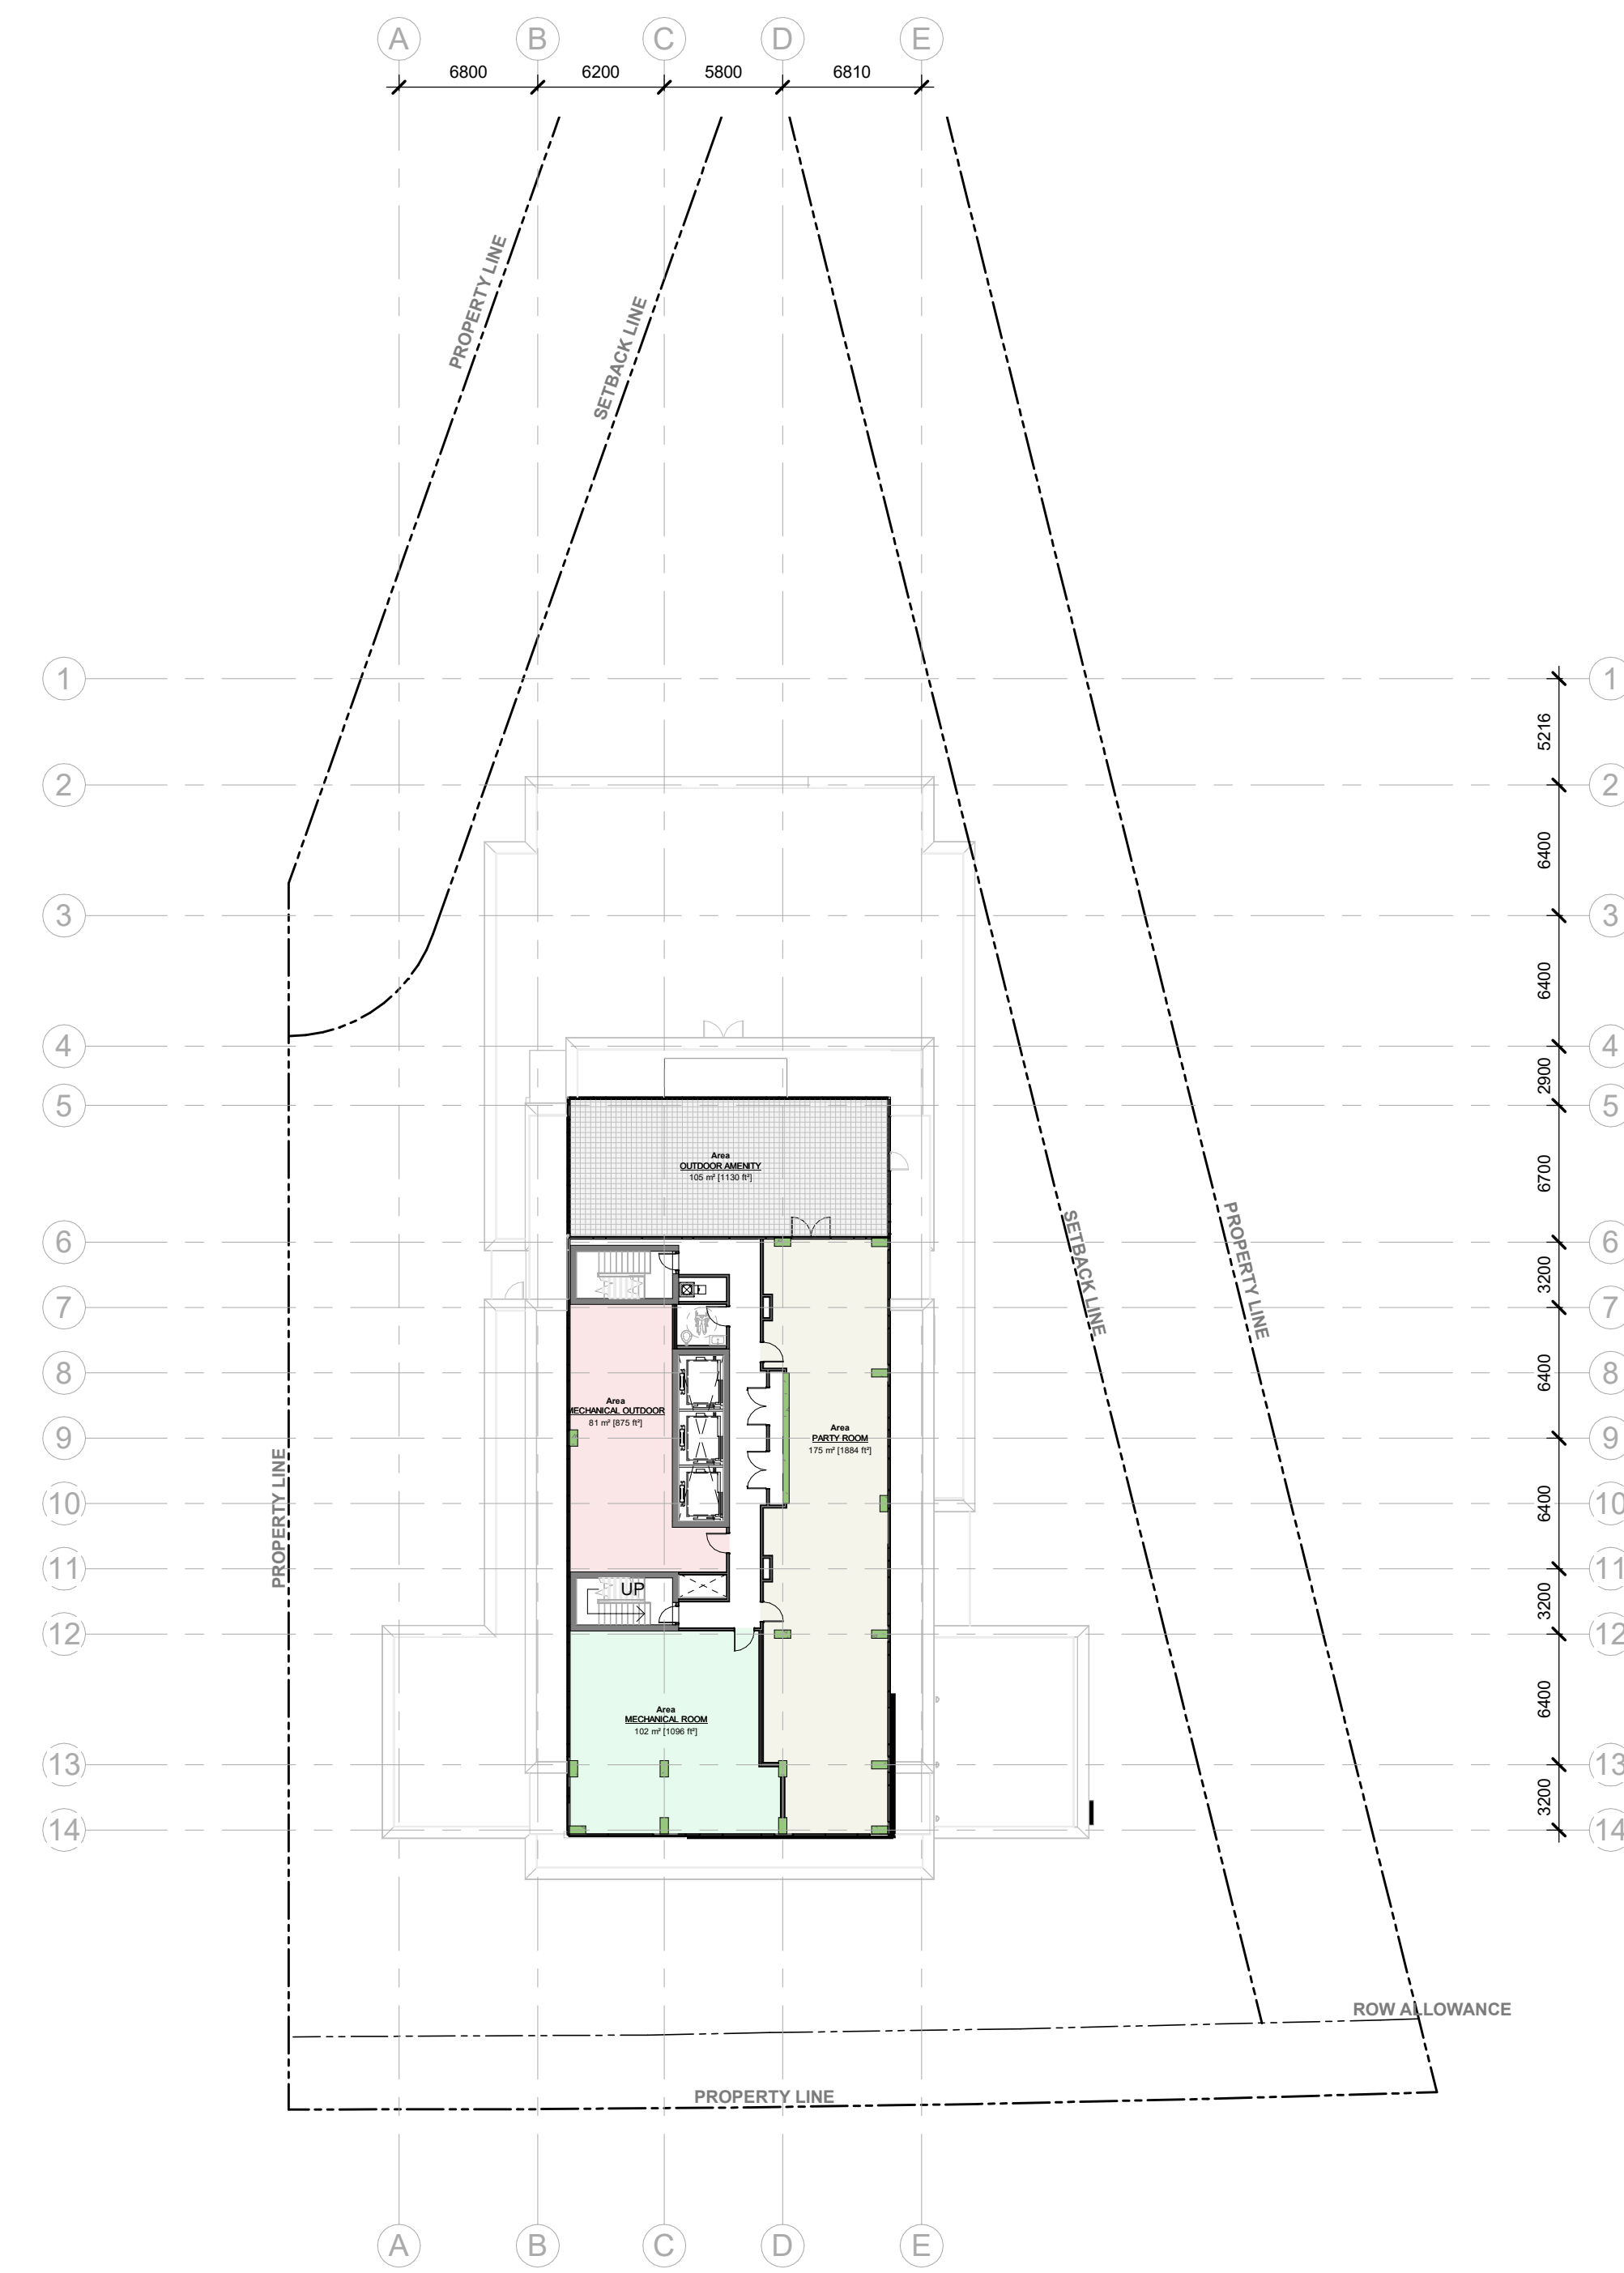 A B C D E
6800 6200 5800 6810
PROPERTY LINE
SETBACK LINE
1 1
5216
2 2
6400
3 3
6400
4 4
2900
5 5
6700
Area
OUTDOOR AMENITY
105 m² [1130 ft²]
SETBACK LINE
PROPERTY LINE
6 6
3200
7 7
6400
8 8
Area
MECHANICAL OUTDOOR
81 m² [875 ft²]
Area
PARTY ROOM
175 m² [1884 ft²]
9 9
PROPERTY LINE
6400
10 10
11 11
UP
3200
12 12
6400
Area
MECHANICAL ROOM
102 m² [1096 ft²]
13 13
3200
14 14
ROW ALLOWANCE
PROPERTY LINE
A B C D E